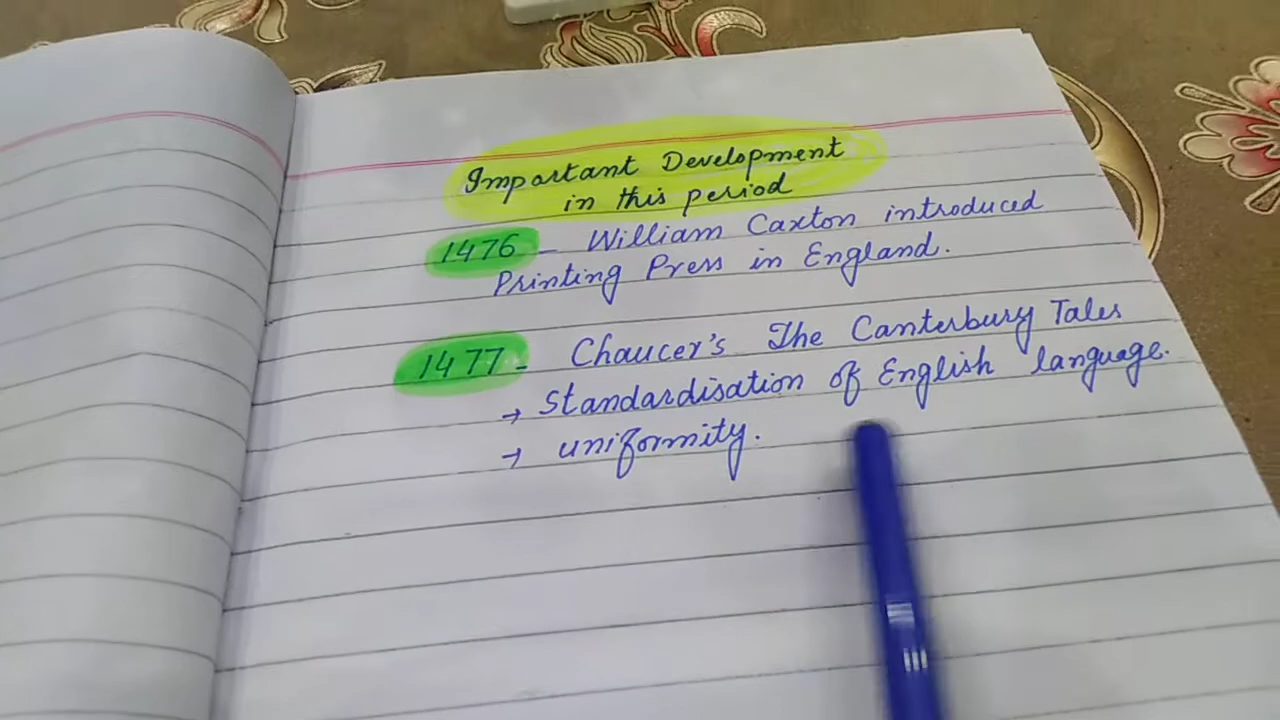 Important Development
in this period
1476 - William Caxton introduced
Printing Press in England.
1477 - Chaucer's The Canterbury Tales
→ Standardisation of English language.
→ uniformity.